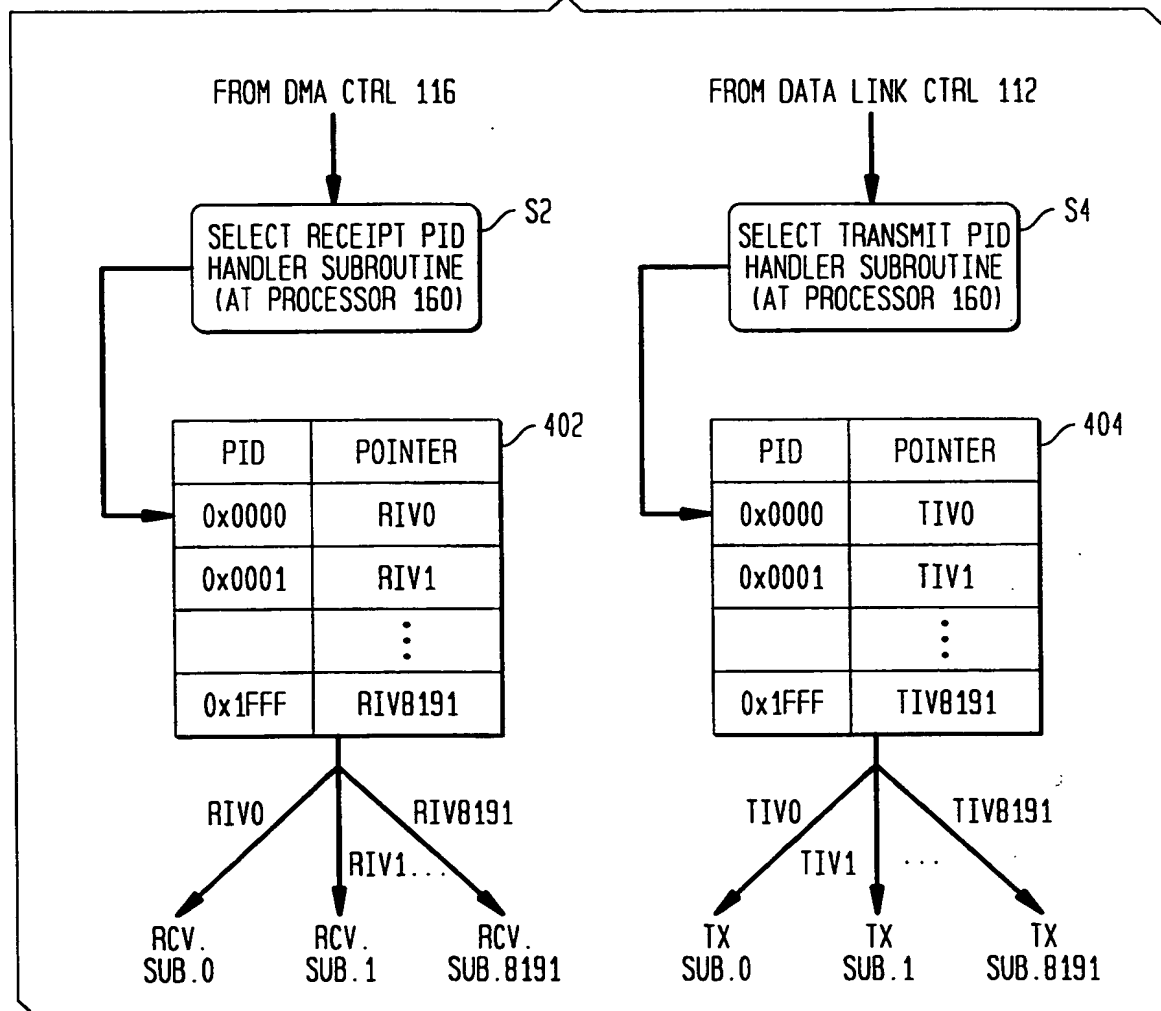 FROM DMA CTRL 116
S2
SELECT RECEIPT PID
HANDLER SUBROUTINE
(AT PROCESSOR 160)
402
PID POINTER
0x0000 RIV0
0x0001 RIV1
0x1FFF RIV8191
RIV0 RIV8191
RIV1...
RCV. SUB.0
RCV. SUB.1
RCV. SUB.8191
FROM DATA LINK CTRL 112
S4
SELECT TRANSMIT PID
HANDLER SUBROUTINE
(AT PROCESSOR 160)
404
PID POINTER
0x0000 TIV0
0x0001 TIV1
0x1FFF TIV8191
TIV0 TIV8191
TIV1 ...
TX SUB.0
TX SUB.1
TX SUB.8191